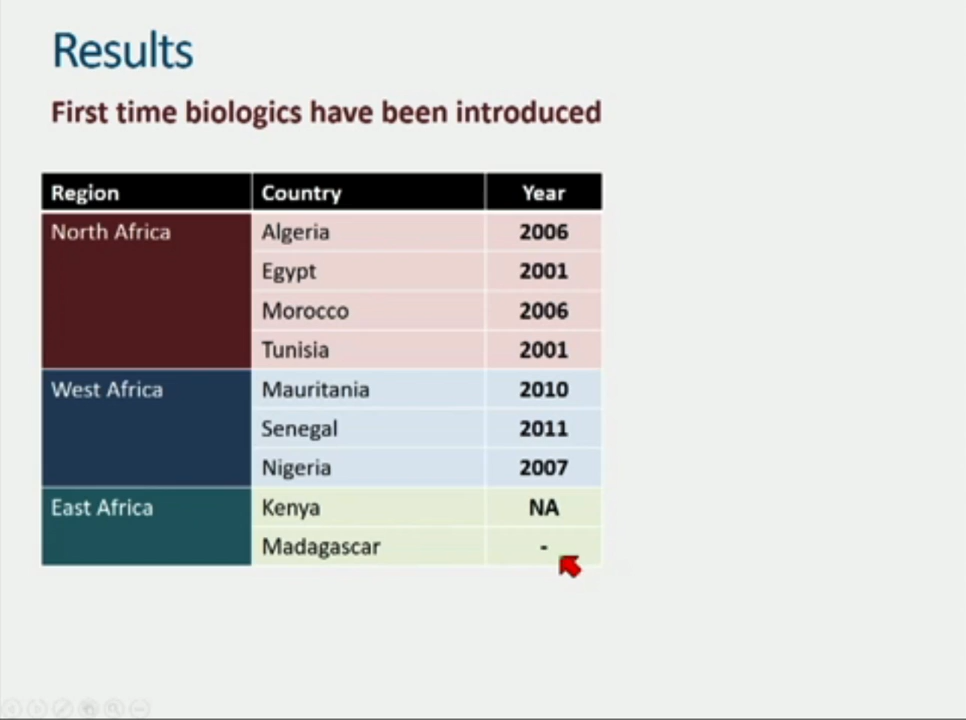 Results
First time biologics have been introduced
Region Country Year
North Africa Algeria 2006
Egypt 2001
Morocco 2006
Tunisia 2001
West Africa Mauritania 2010
Senegal 2011
Nigeria 2007
East Africa Kenya NA
Madagascar -